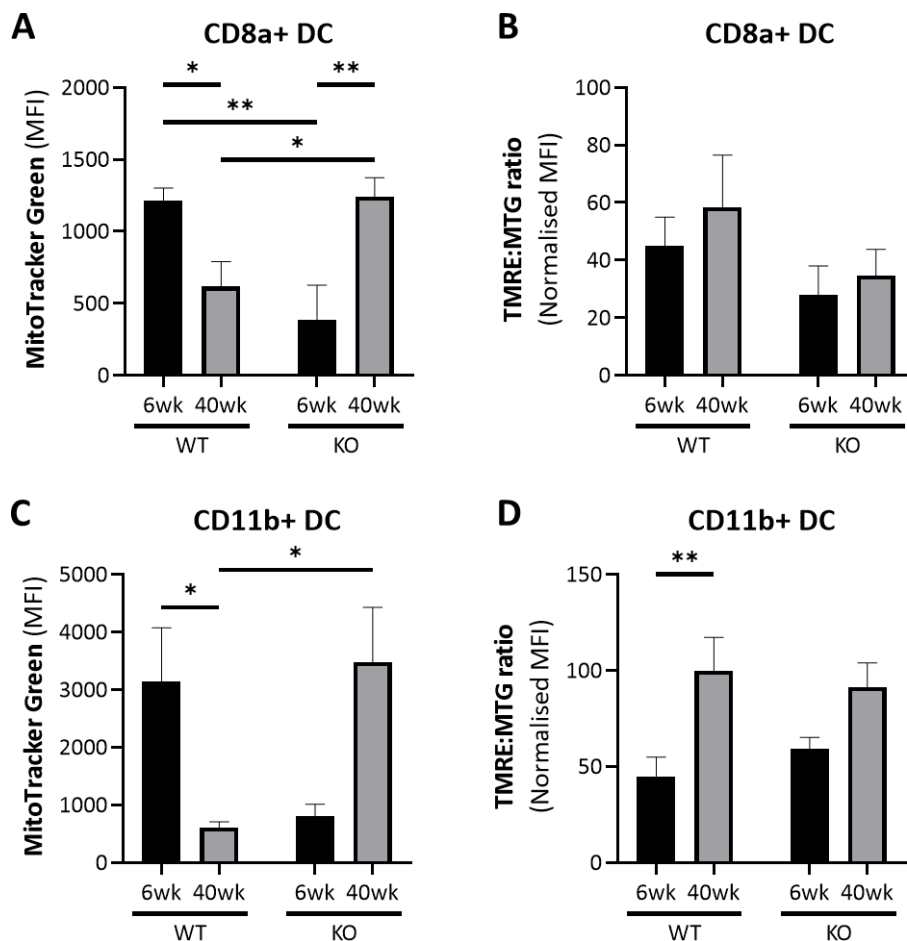 A
CD8a+ DC
MitoTracker Green (MFI)
2000
1500
1000
500
0
*
**
**
*
6wk 40wk 6wk 40wk
WT KO
B
CD8a+ DC
TMRE:MTG ratio
(Normalised MFI)
100
80
60
40
20
0
6wk 40wk 6wk 40wk
WT KO
C
CD11b+ DC
MitoTracker Green (MFI)
5000
4000
3000
2000
1000
0
*
*
6wk 40wk 6wk 40wk
WT KO
D
CD11b+ DC
TMRE:MTG ratio
(Normalised MFI)
150
100
50
0
**
6wk 40wk 6wk 40wk
WT KO